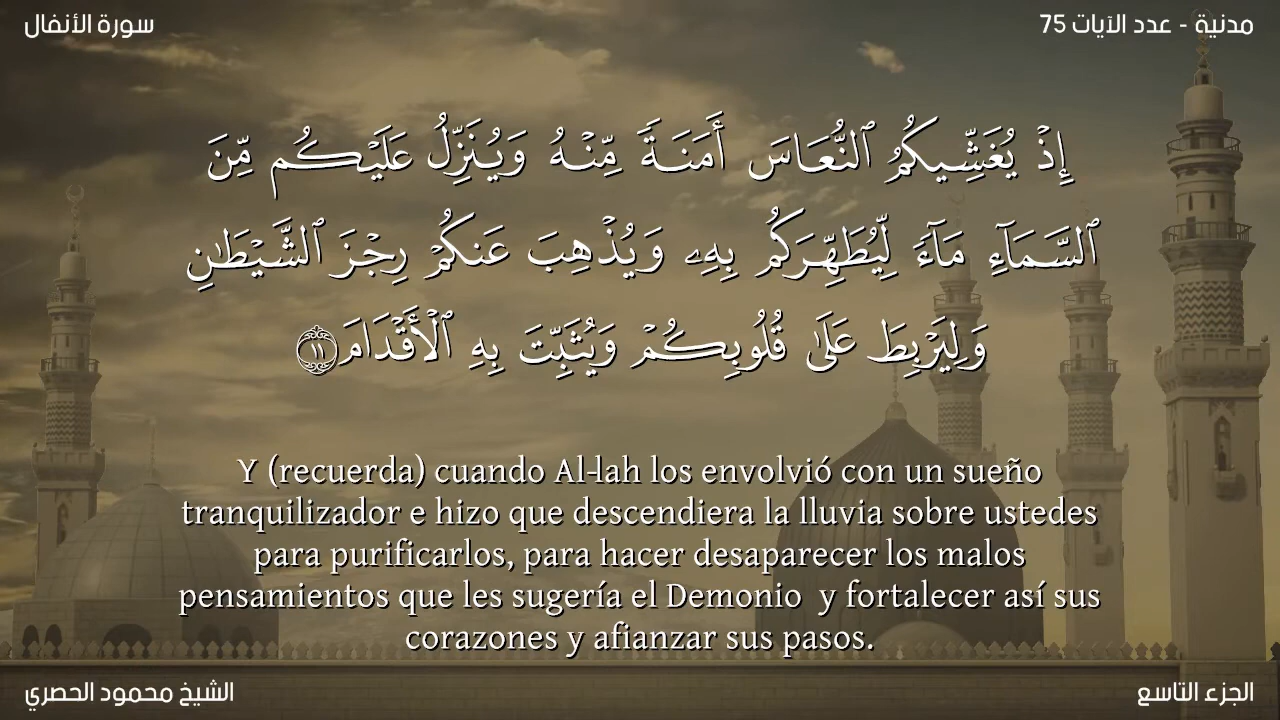 سورة الأنفال
مدنية - عدد الآيات 75
إِذْ يُغَشِّيكُمُ ٱلنُّعَاسَ أَمَنَةً مِّنْهُ وَيُنَزِّلُ عَلَيْكُم مِّنَ
ٱلسَّمَآءِ مَآءً لِّيُطَهِّرَكُم بِهِۦ وَيُذْهِبَ عَنكُمْ رِجْزَ ٱلشَّيْطَٰنِ
وَلِيَرْبِطَ عَلَىٰ قُلُوبِكُمْ وَيُثَبِّتَ بِهِ ٱلْأَقْدَامَ ١١
Y (recuerda) cuando Al-lah los envolvió con un sueño
tranquilizador e hizo que descendiera la lluvia sobre ustedes
para purificarlos, para hacer desaparecer los malos
pensamientos que les sugería el Demonio  y fortalecer así sus
corazones y afianzar sus pasos.
الشيخ محمود الحصري
الجزء التاسع